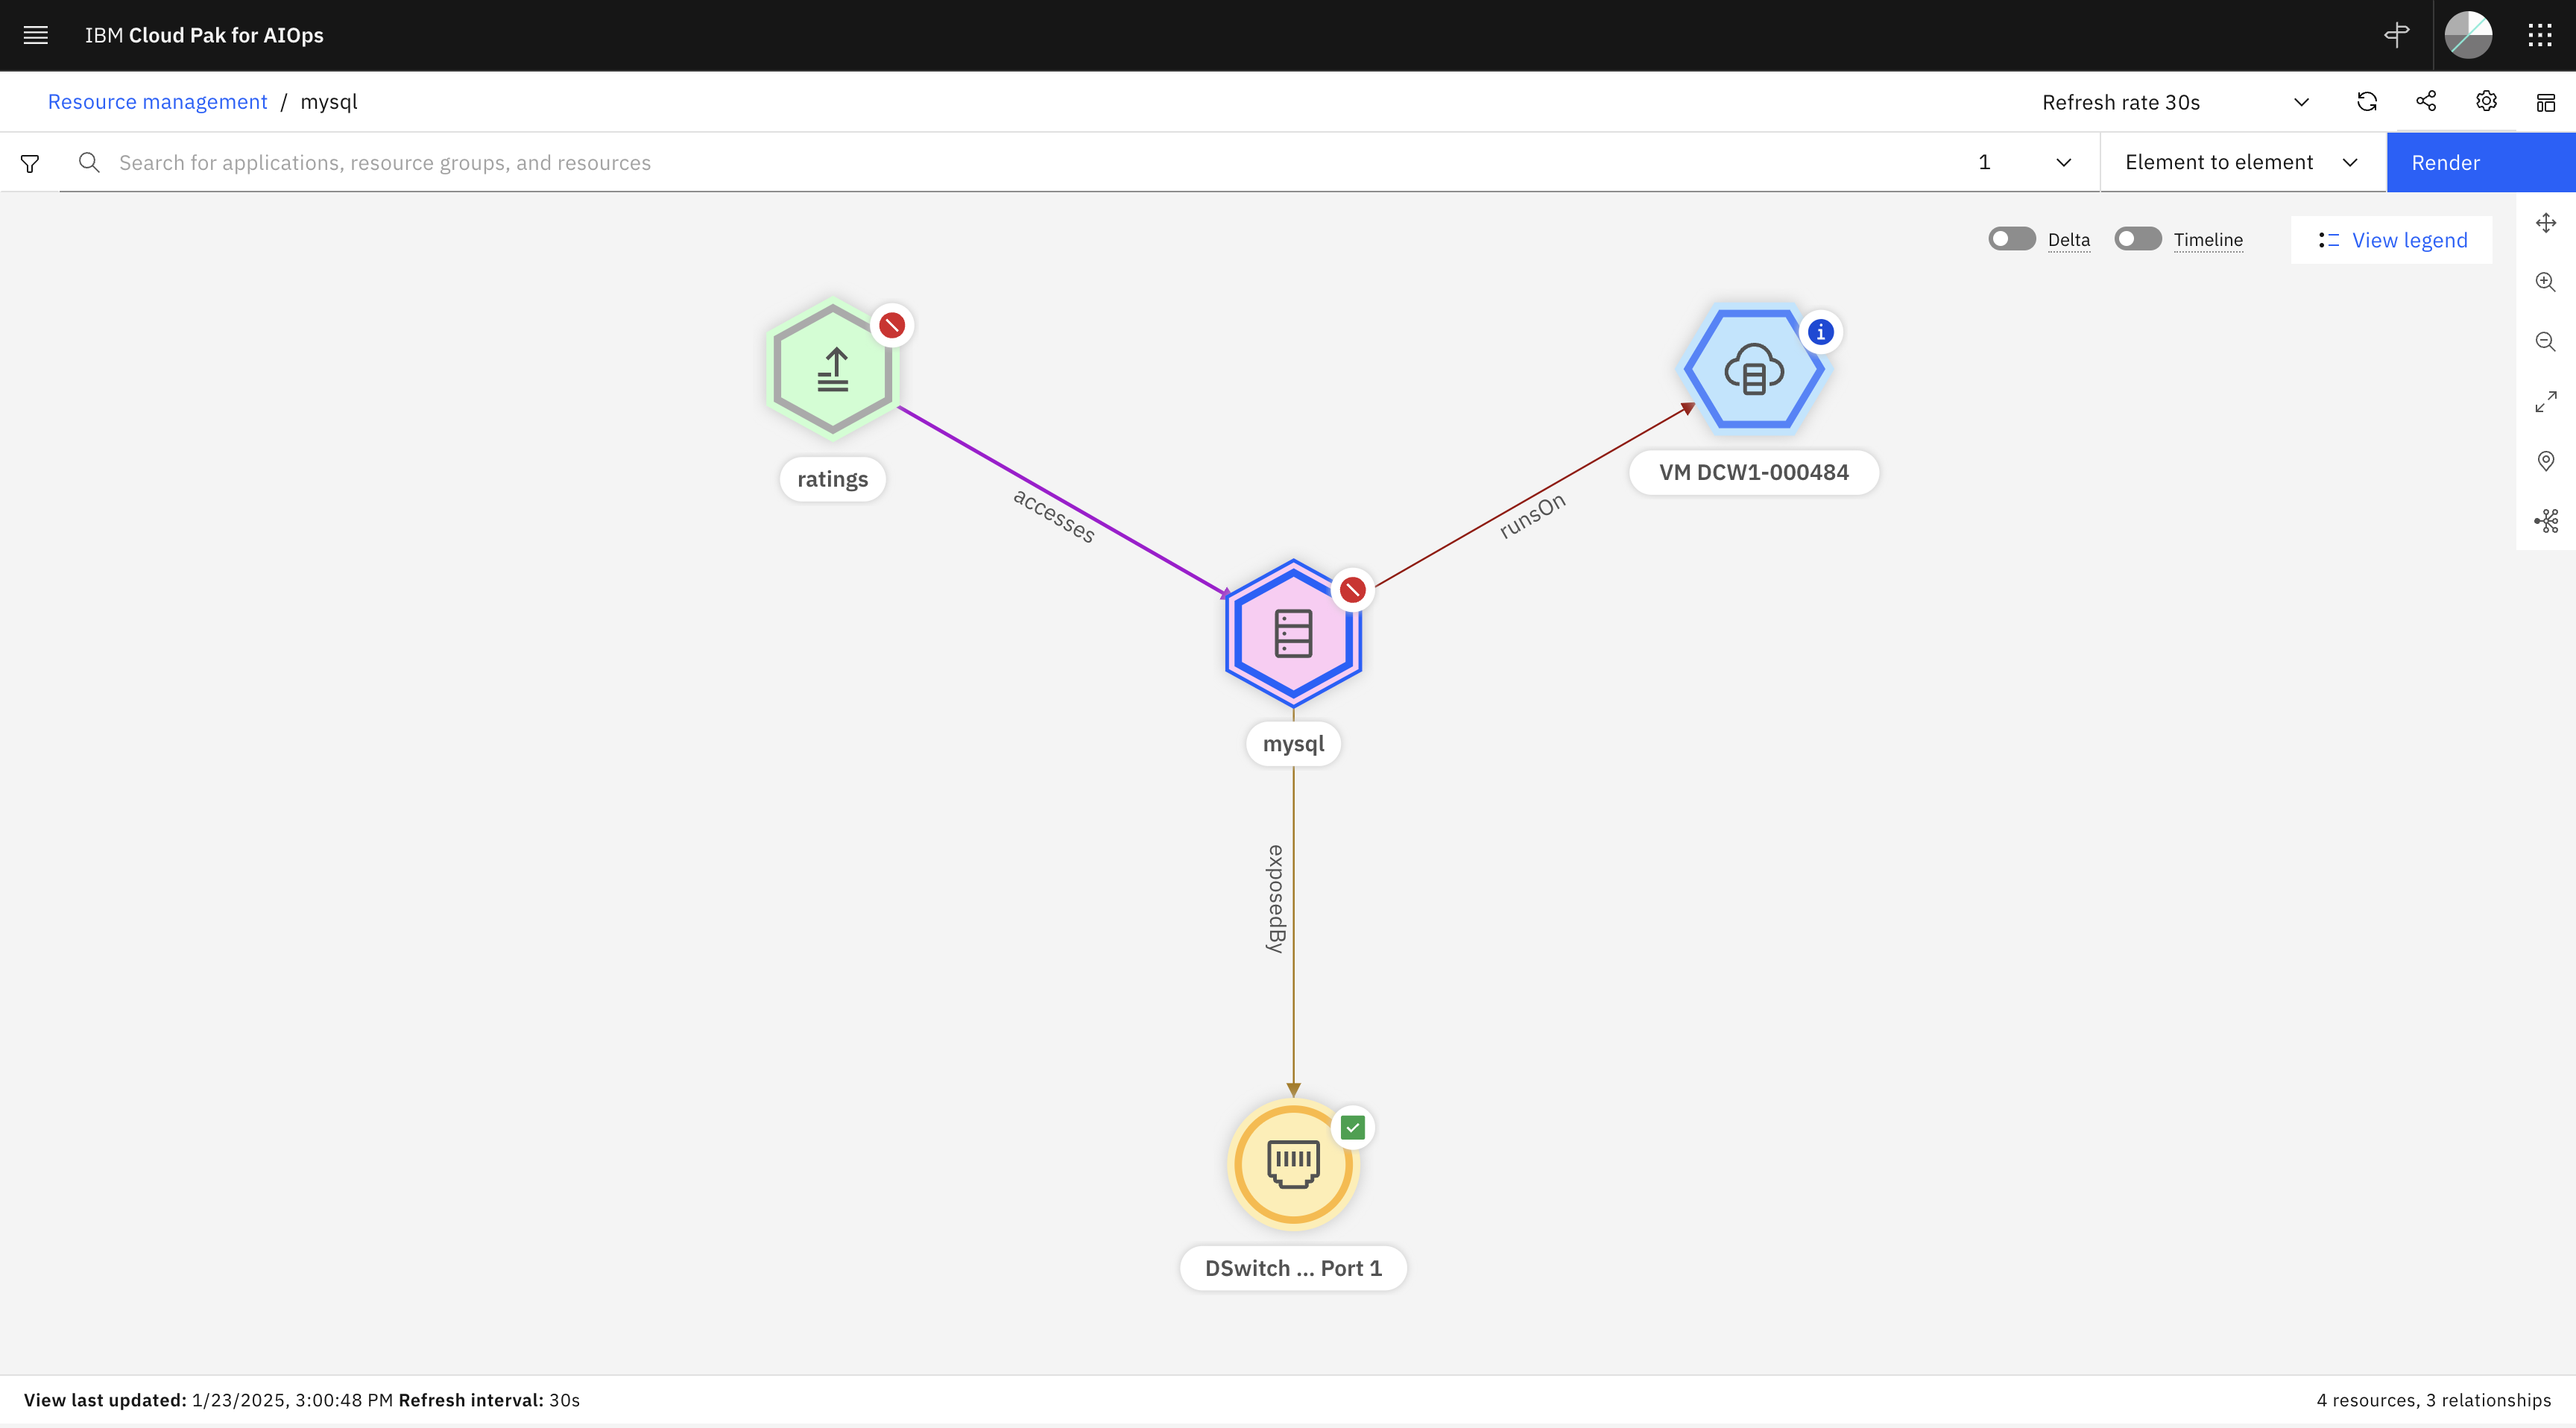 IBM Cloud Pak for AIOps
Resource management / mysql
Refresh rate 30s
Search for applications, resource groups, and resources
1
Element to element
Render
Delta
Timeline
View legend
ratings
VM DCW1-000484
accesses
runsOn
mysql
exposedBy
DSwitch ... Port 1
View last updated: 1/23/2025, 3:00:48 PM Refresh interval: 30s
4 resources, 3 relationships